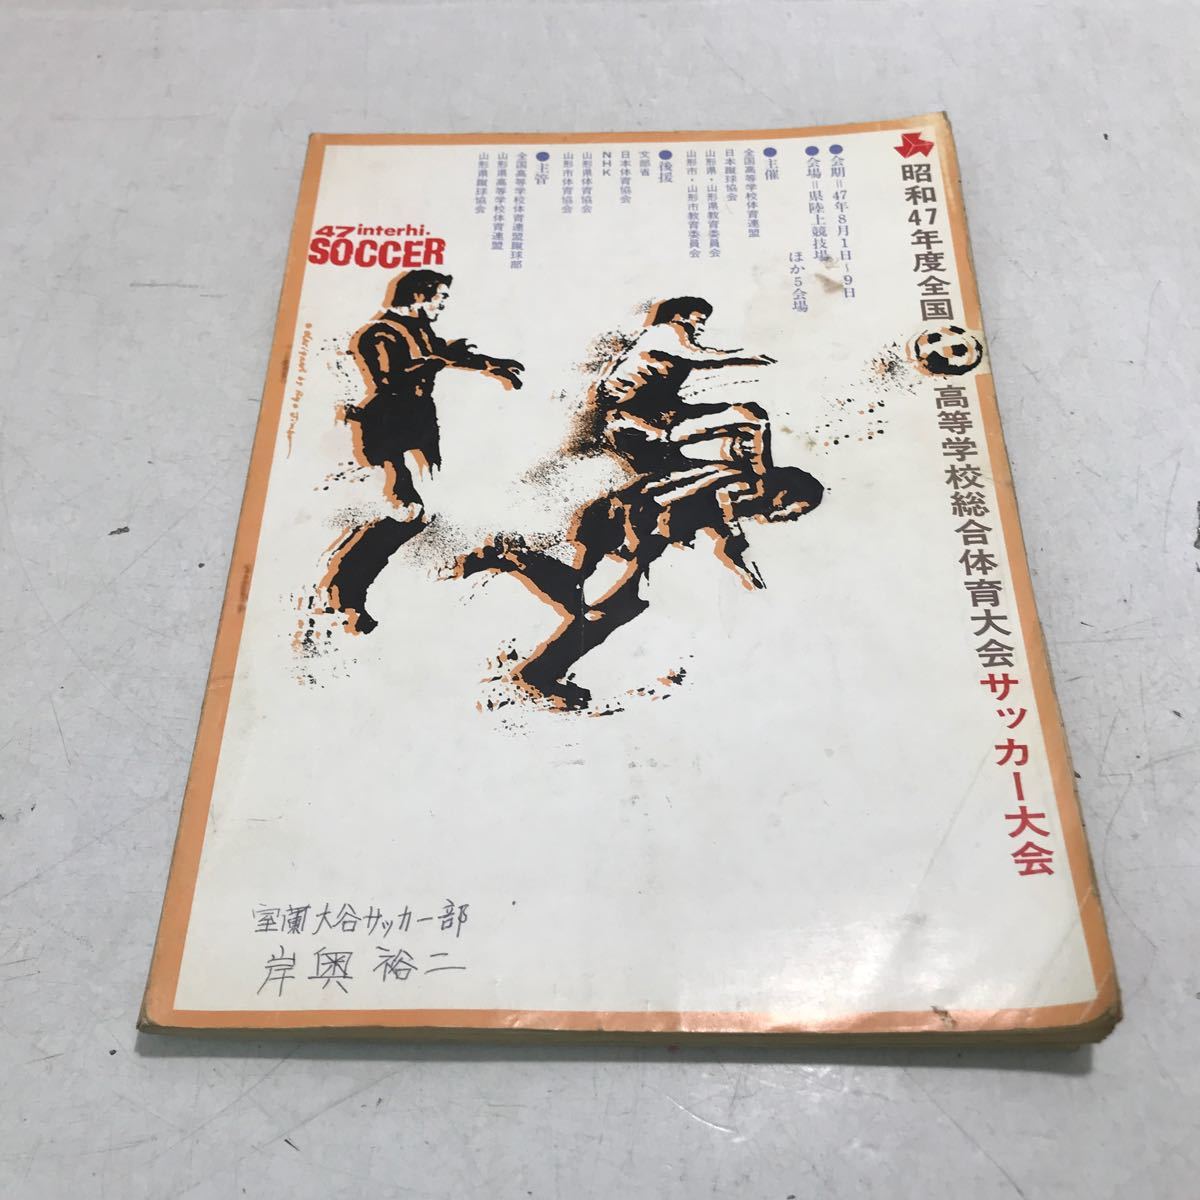 昭和47年度全国高等学校総合体育大会サッカー大会
●会期＝47年8月1日～9日
●会場＝県陸上競技場
ほか5会場
●主催
全国高等学校体育連盟
日本蹴球協会
山形県・山形県教育委員会
山形市・山形市教育委員会
●後援
文部省
日本体育協会
NHK
山形県体育協会
山形市体育協会
●主管
全国高等学校体育連盟蹴球部
山形県高等学校体育連盟
山形県蹴球協会
47 interhi.
SOCCER
designed by
室蘭大谷サッカー部
岸奥 裕二